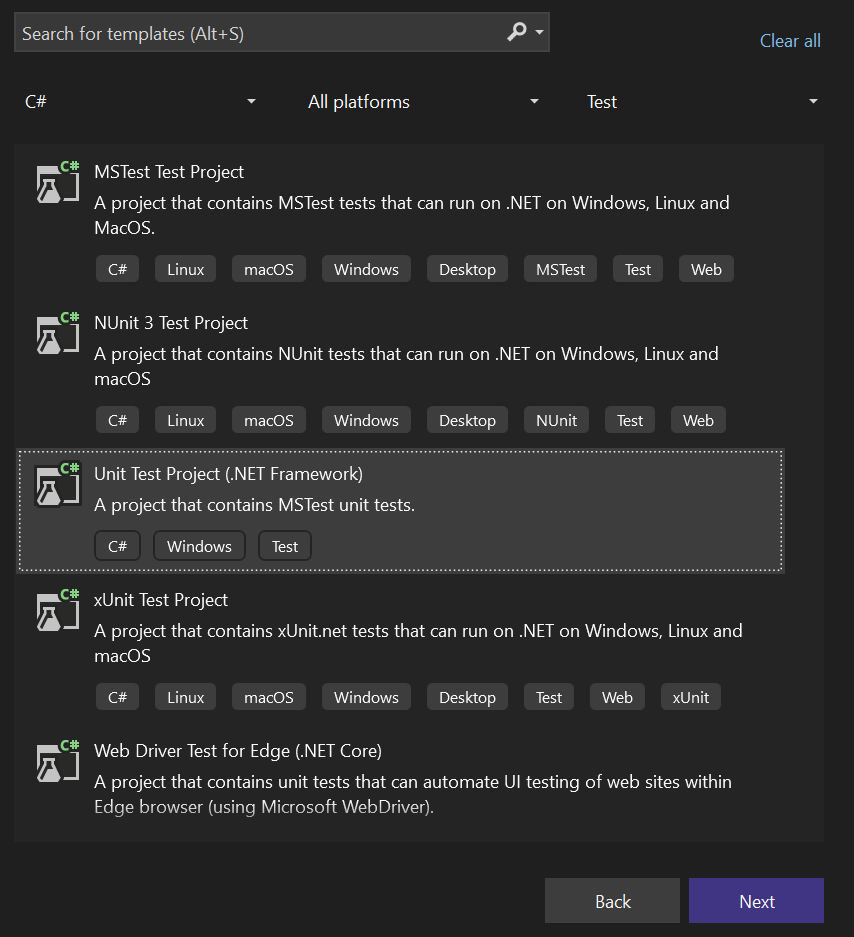 Search for templates (Alt+S)
Clear all
C# All platforms Test
C#
MSTest Test Project
A project that contains MSTest tests that can run on .NET on Windows, Linux and
MacOS.
C# Linux macOS Windows Desktop MSTest Test Web
C#
NUnit 3 Test Project
A project that contains NUnit tests that can run on .NET on Windows, Linux and
macOS
C# Linux macOS Windows Desktop NUnit Test Web
C#
Unit Test Project (.NET Framework)
A project that contains MSTest unit tests.
C# Windows Test
C#
xUnit Test Project
A project that contains xUnit.net tests that can run on .NET on Windows, Linux and
macOS
C# Linux macOS Windows Desktop Test Web xUnit
C#
Web Driver Test for Edge (.NET Core)
A project that contains unit tests that can automate UI testing of web sites within
Edge browser (using Microsoft WebDriver).
Back Next